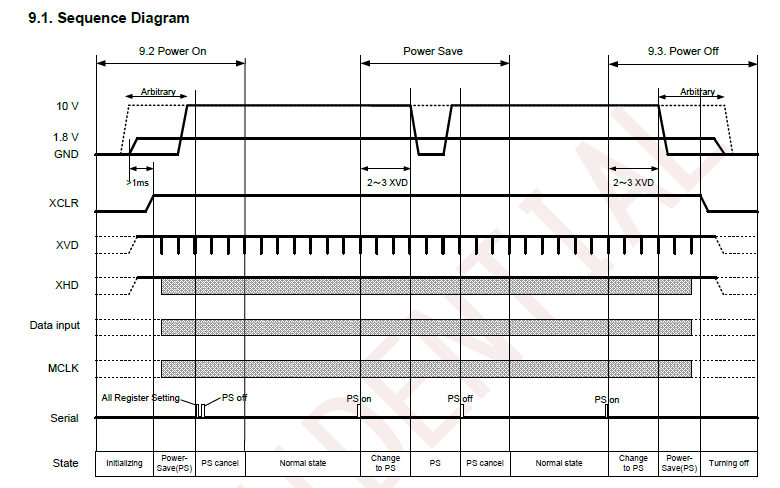 9.1. Sequence Diagram
9.2 Power On
Power Save
9.3. Power Off
Arbitrary
Arbitrary
10 V
1.8 V
GND
>1ms
2~3 XVD
2~3 XVD
XCLR
XVD
XHD
Data input
MCLK
All Register Setting
PS off
PS on
PS off
PS on
Serial
State
Initializing
Power-
Save(PS)
PS cancel
Normal state
Change
to PS
PS
PS cancel
Normal state
Change
to PS
Power-
Save(PS)
Turning off
IDENTIAL